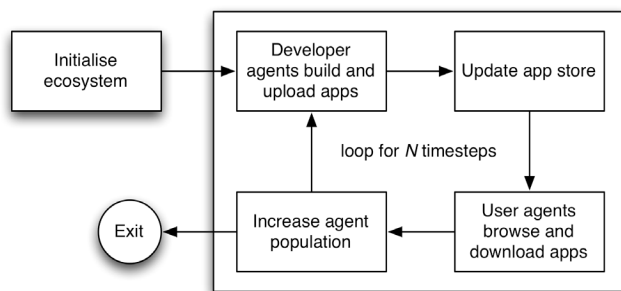 Initialise
ecosystem
Developer
agents build and
upload apps
Update app store
loop for N timesteps
Exit
Increase agent
population
User agents
browse and
download apps